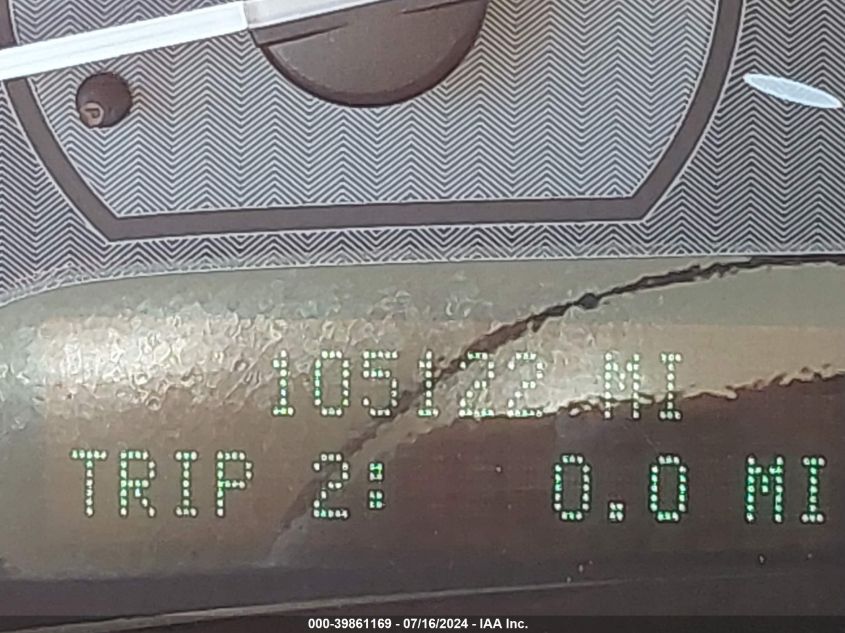 105122 MI
TRIP 2: 0.0 MI
000-39861169 - 07/16/2024 - IAA Inc.